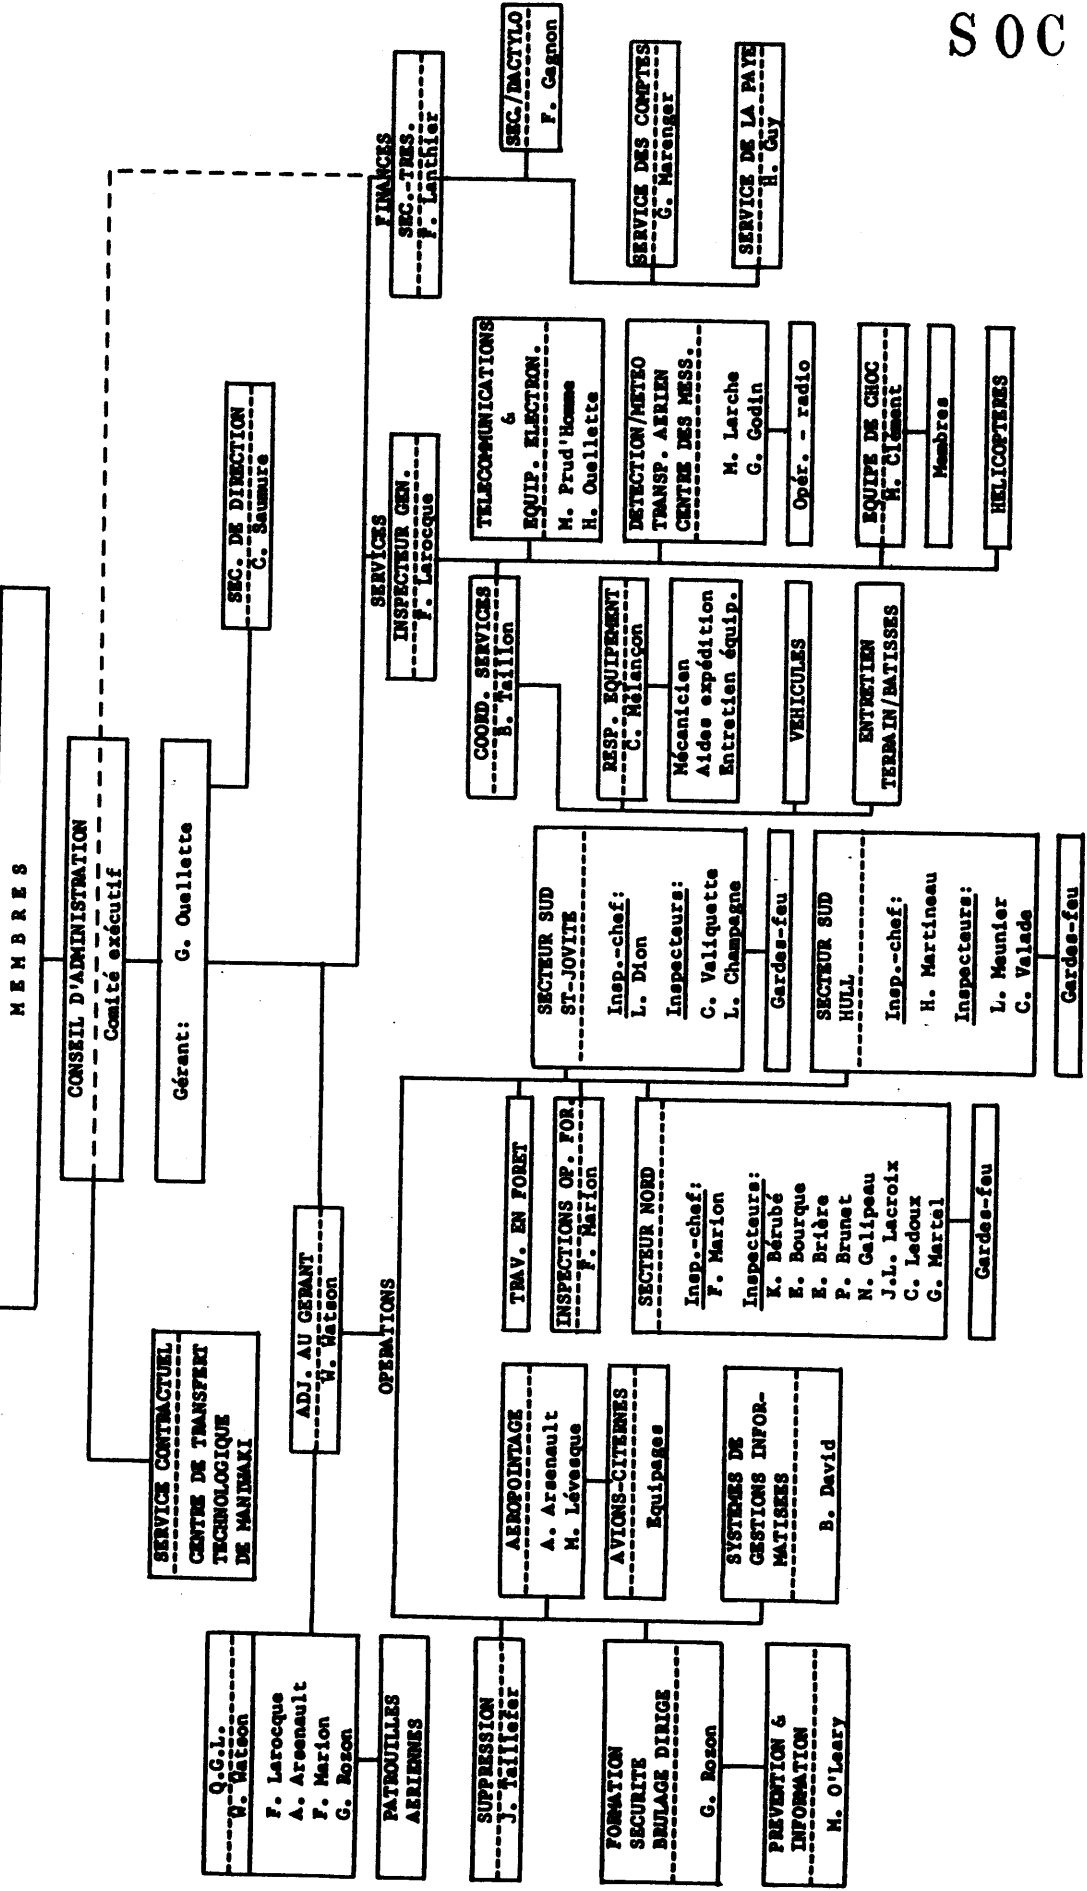 SOC
MEMBRES
CONSEIL D'ADMINISTRATION
Comité exécutif
Gérant: G. Ouellette
SEC. DE DIRECTION
C. Saumure
SERVICE CONTRACTUEL
CENTRE DE TRANSFERT
TECHNOLOGIQUE
DE MANIWAKI
ADJ. AU GERANT
W. Watson
Q.G.L.
W. Watson
F. Larocque
A. Arsenault
F. Marion
G. Rozon
PATROUILLES
AERIENNES
OPERATIONS
SUPPRESSION
J. Taillefer
FORMATION
SECURITE
BRULAGE DIRIGE
G. Rozon
PREVENTION &
INFORMATION
M. O'Leary
AEROPOINTAGE
A. Arsenault
M. Lévesque
AVIONS-CITERNES
Equipages
SYSTEMES DE
GESTIONS INFOR-
MATISEES
B. David
TRAV. EN FORET
INSPECTIONS OP. FOR.
F. Marion
SECTEUR NORD
Insp.-chef:
F. Marion
Inspecteurs:
K. Bérubé
E. Bourque
E. Brière
P. Brunet
N. Galipeau
J.L. Lacroix
C. Ledoux
G. Martel
Gardes-feu
SECTEUR SUD
ST-JOVITE
Insp.-chef:
L. Dion
Inspecteurs:
C. Valiquette
L. Champagne
Gardes-feu
SECTEUR SUD
HULL
Insp.-chef:
H. Martineau
Inspecteurs:
L. Meunier
C. Valade
Gardes-feu
SERVICES
INSPECTEUR GEN.
F. Larocque
COORD. SERVICES
B. Taillon
RESP. EQUIPEMENT
C. Mélançon
Mécanicien
Aides expédition
Entretien équip.
VEHICULES
ENTRETIEN
TERRAIN/BATISSES
TELECOMMUNICATIONS
&
EQUIP. ELECTRON.
M. Prud'Homme
H. Ouellette
DETECTION/METEO
TRANSP. AERIEN
CENTRE DES MESS.
M. Larche
G. Godin
Opér. - radio
EQUIPE DE CHOC
M. Clément
Membres
HELICOPTERES
FINANCES
SEC.-TRES.
F. Lanthier
SEC./DACTYLO
F. Gagnon
SERVICE DES COMPTES
G. Marenger
SERVICE DE LA PAYE
H. Guy